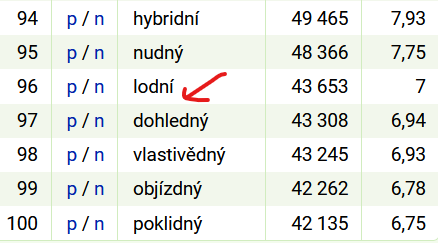 94 p / n hybridní 49 465 7,93
95 p / n nudný 48 366 7,75
96 p / n lodní 43 653 7
97 p / n dohledný 43 308 6,94
98 p / n vlastivědný 43 245 6,93
99 p / n objízdný 42 262 6,78
100 p / n poklidný 42 135 6,75